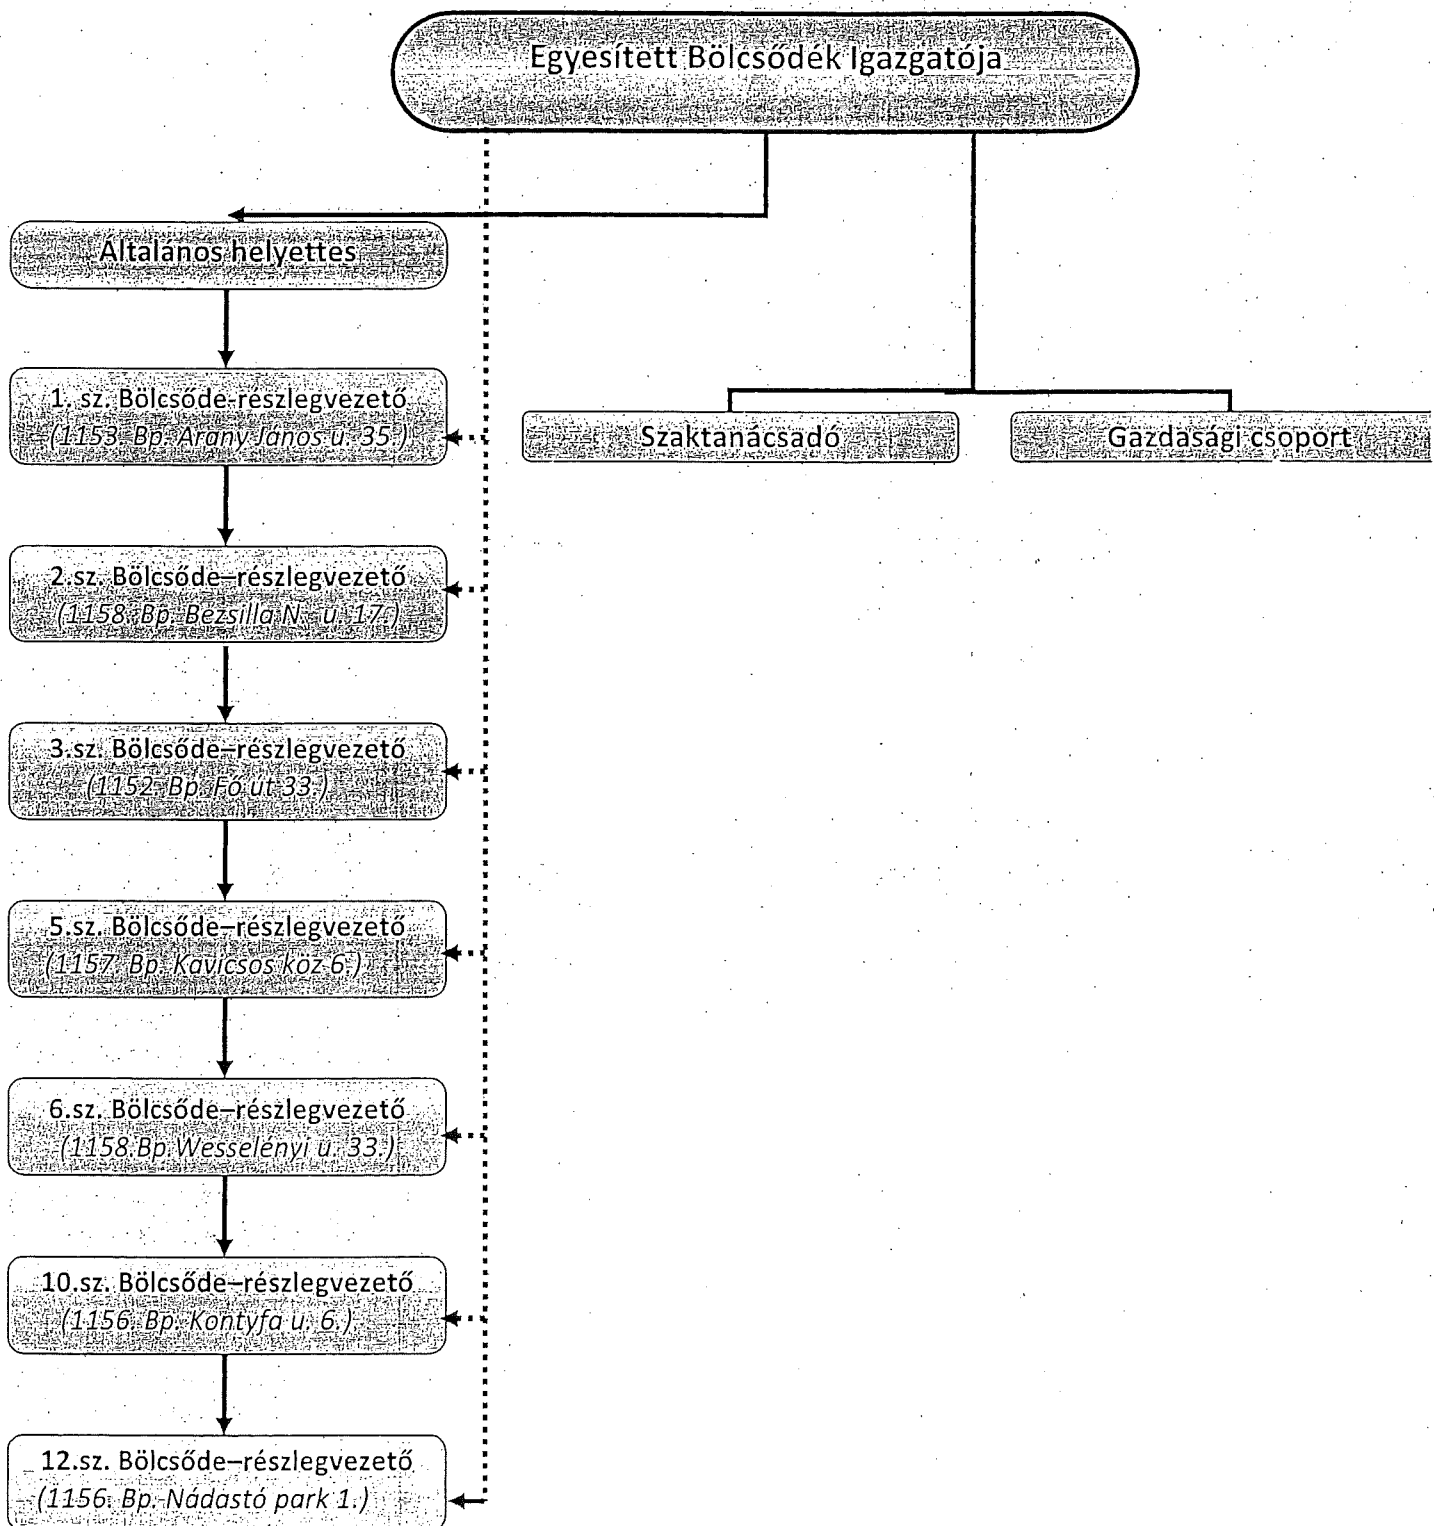 Egyesített Bölcsődék Igazgatója
Általános helyettes
1. sz. Bölcsőde-részlegvezető
(1153. Bp. Arany János u. 35.)
Szaktanácsadó
Gazdasági csoport
2.sz. Bölcsőde–részlegvezető
(1158. Bp. Bezsilla N. u. 17.)
3.sz. Bölcsőde–részlegvezető
(1152. Bp. Fő út 33.)
5.sz. Bölcsőde–részlegvezető
(1157. Bp. Kavicsos köz 6.)
6.sz. Bölcsőde–részlegvezető
(1158.Bp.Wesselényi u. 33.)
10.sz. Bölcsőde–részlegvezető
(1156. Bp. Kontyfa u. 6.)
12.sz. Bölcsőde–részlegvezető
(1156. Bp. Nádastó park 1.)